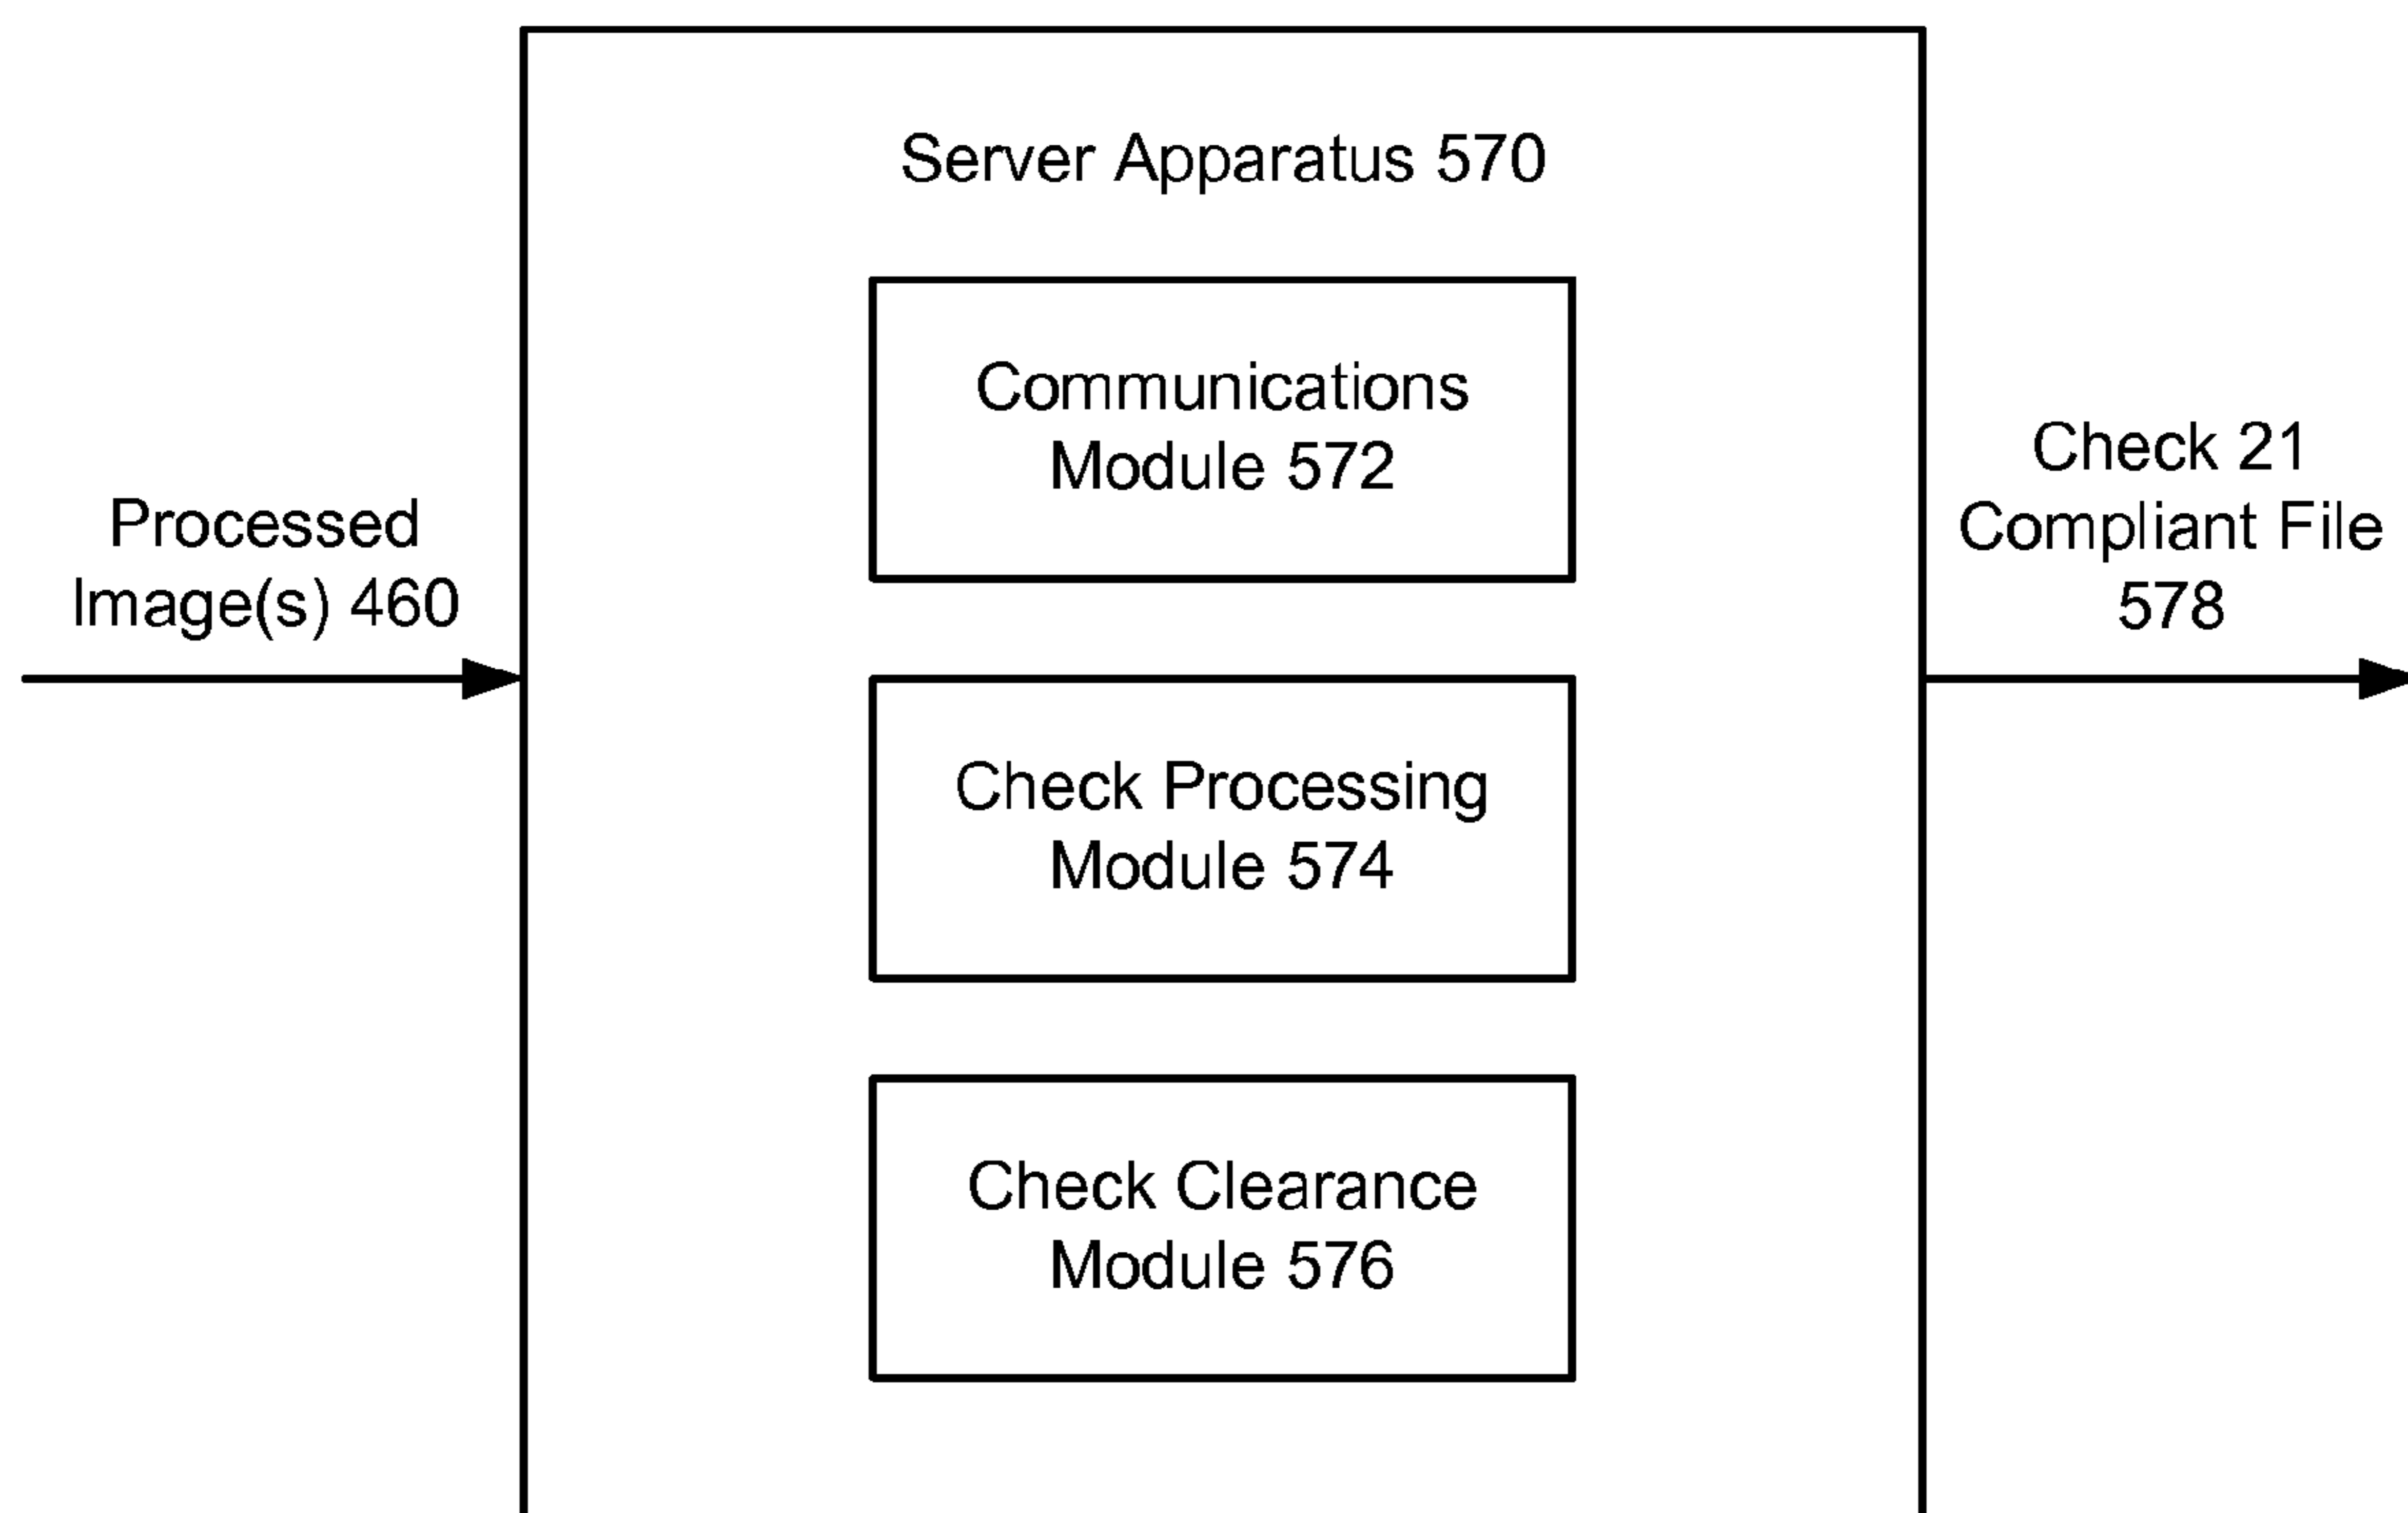 Server Apparatus 570
Communications
Module 572
Processed
Image(s) 460
Check Processing
Module 574
Check Clearance
Module 576
Check 21
Compliant File
578